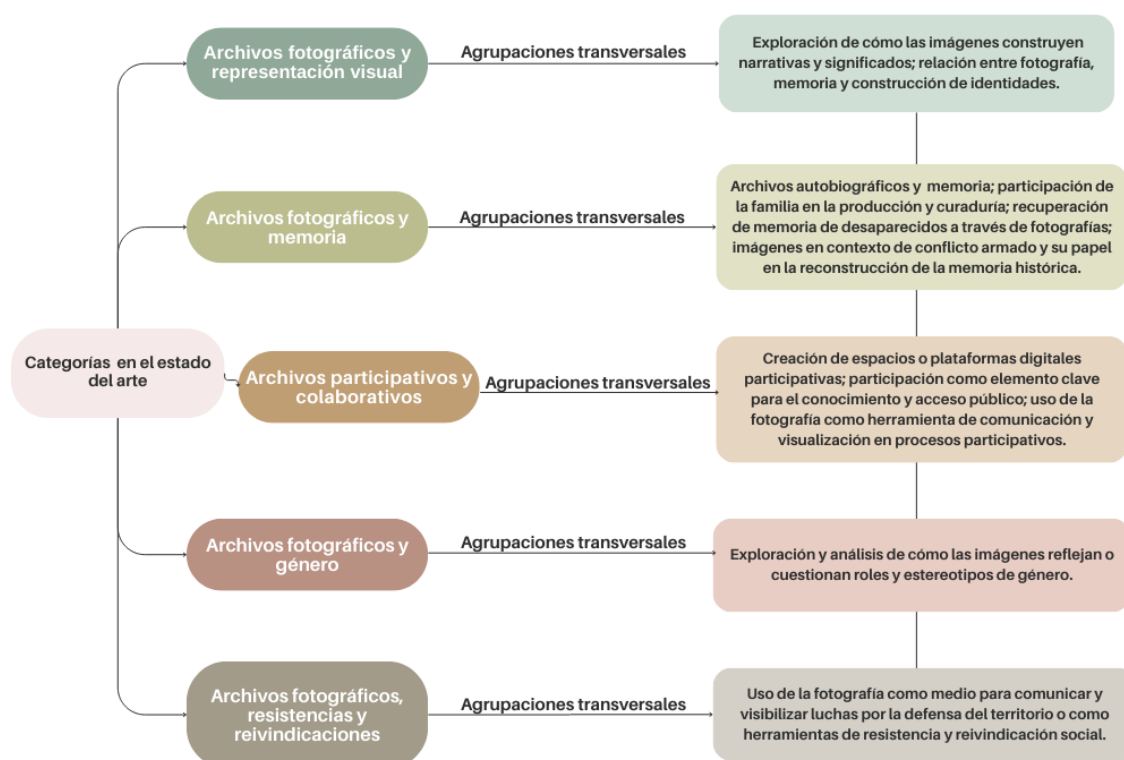 Archivos fotográficos y
representación visual
Agrupaciones transversales
Exploración de cómo las imágenes construyen
narrativas y significados; relación entre fotografía,
memoria y construcción de identidades.
Archivos fotográficos y
memoria
Agrupaciones transversales
Archivos autobiográficos y memoria; participación de
la familia en la producción y curaduría; recuperación
de memoria de desaparecidos a través de fotografías;
imágenes en contexto de conflicto armado y su papel
en la reconstrucción de la memoria histórica.
Categorías en el estado
del arte
Archivos participativos y
colaborativos
Agrupaciones transversales
Creación de espacios o plataformas digitales
participativas; participación como elemento clave
para el conocimiento y acceso público; uso de la
fotografía como herramienta de comunicación y
visualización en procesos participativos.
Archivos fotográficos y
género
Agrupaciones transversales
Exploración y análisis de cómo las imágenes reflejan o
cuestionan roles y estereotipos de género.
Archivos fotográficos,
resistencias y
reivindicaciones
Agrupaciones transversales
Uso de la fotografía como medio para comunicar y
visibilizar luchas por la defensa del territorio o como
herramientas de resistencia y reivindicación social.